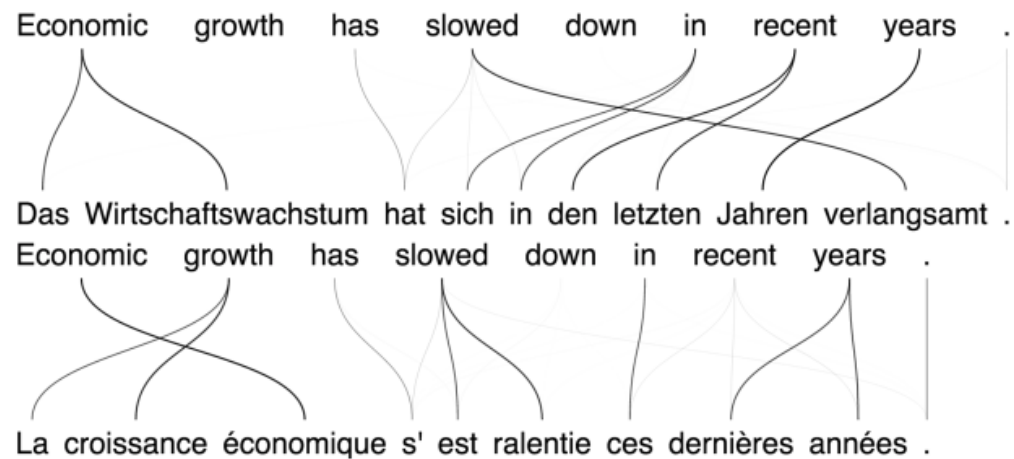 Economic growth has slowed down in recent years .
Das Wirtschaftswachstum hat sich in den letzten Jahren verlangsamt .
Economic growth has slowed down in recent years .
La croissance économique s' est ralentie ces dernières années .